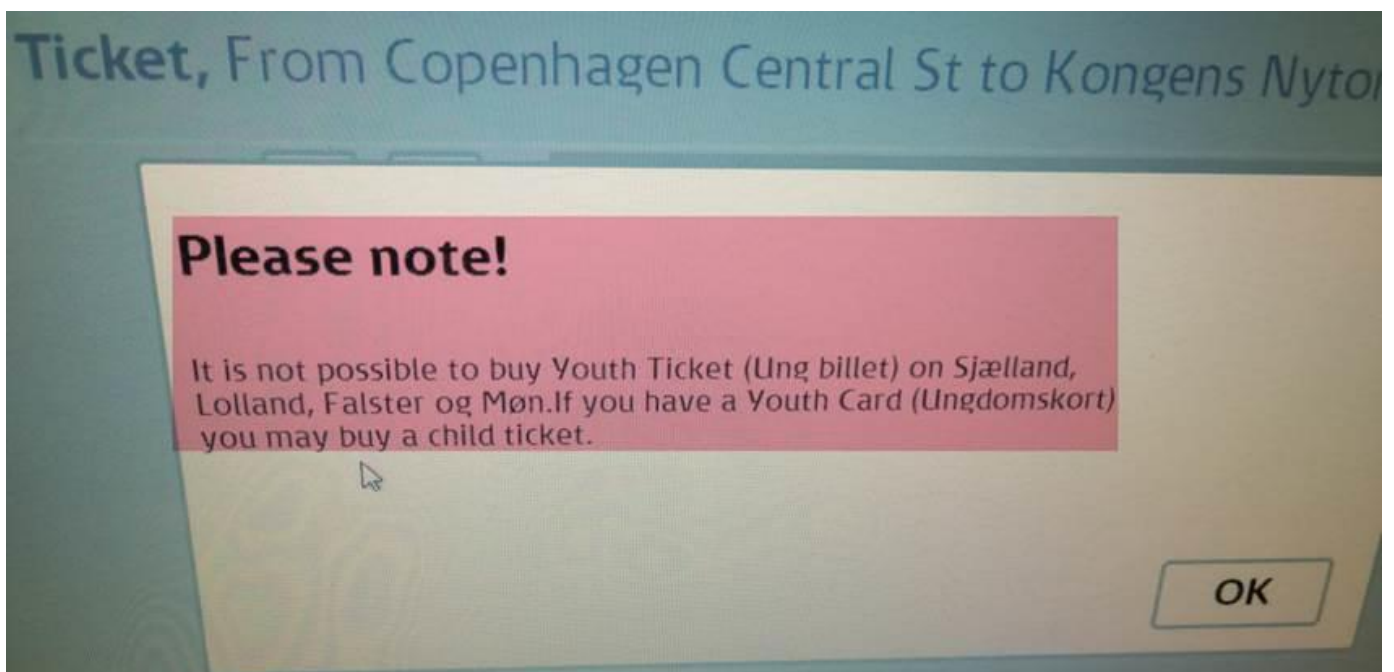 Ticket, From Copenhagen Central St to Kongens
Please note!
It is not possible to buy Youth Ticket (Ung billet) on Sjælland,
Lolland, Falster og Møn.If you have a Youth Card (Ungdomskort)
you may buy a child ticket.
OK